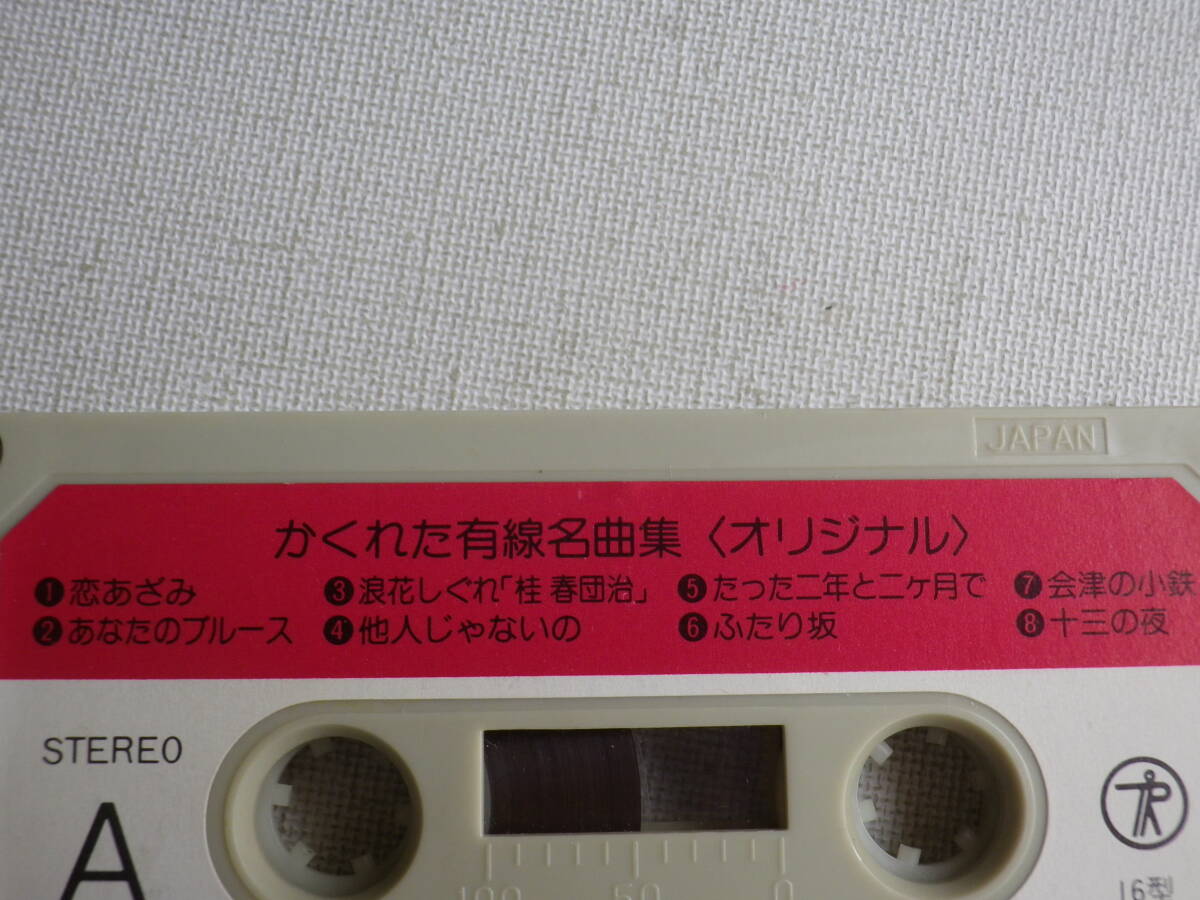 JAPAN
かくれた有線名曲集〈オリジナル〉
❶恋あざみ ❸浪花しぐれ「桂 春団治」 ❺たった二年と二ヶ月で ❼会津の小鉄
❷あなたのブルース ❹他人じゃないの ❻ふたり坂 ❽十三の夜
STEREO
A
100 50 0
16型